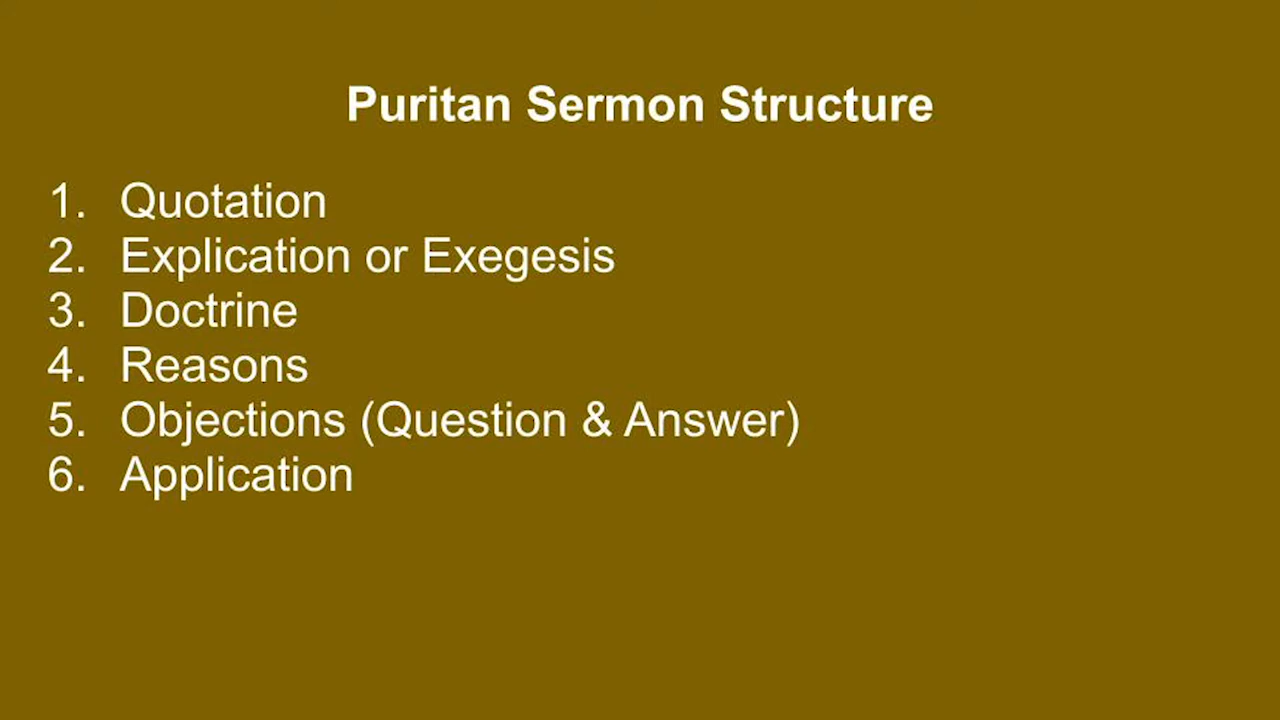 Puritan Sermon Structure
1. Quotation
2. Explication or Exegesis
3. Doctrine
4. Reasons
5. Objections (Question & Answer)
6. Application